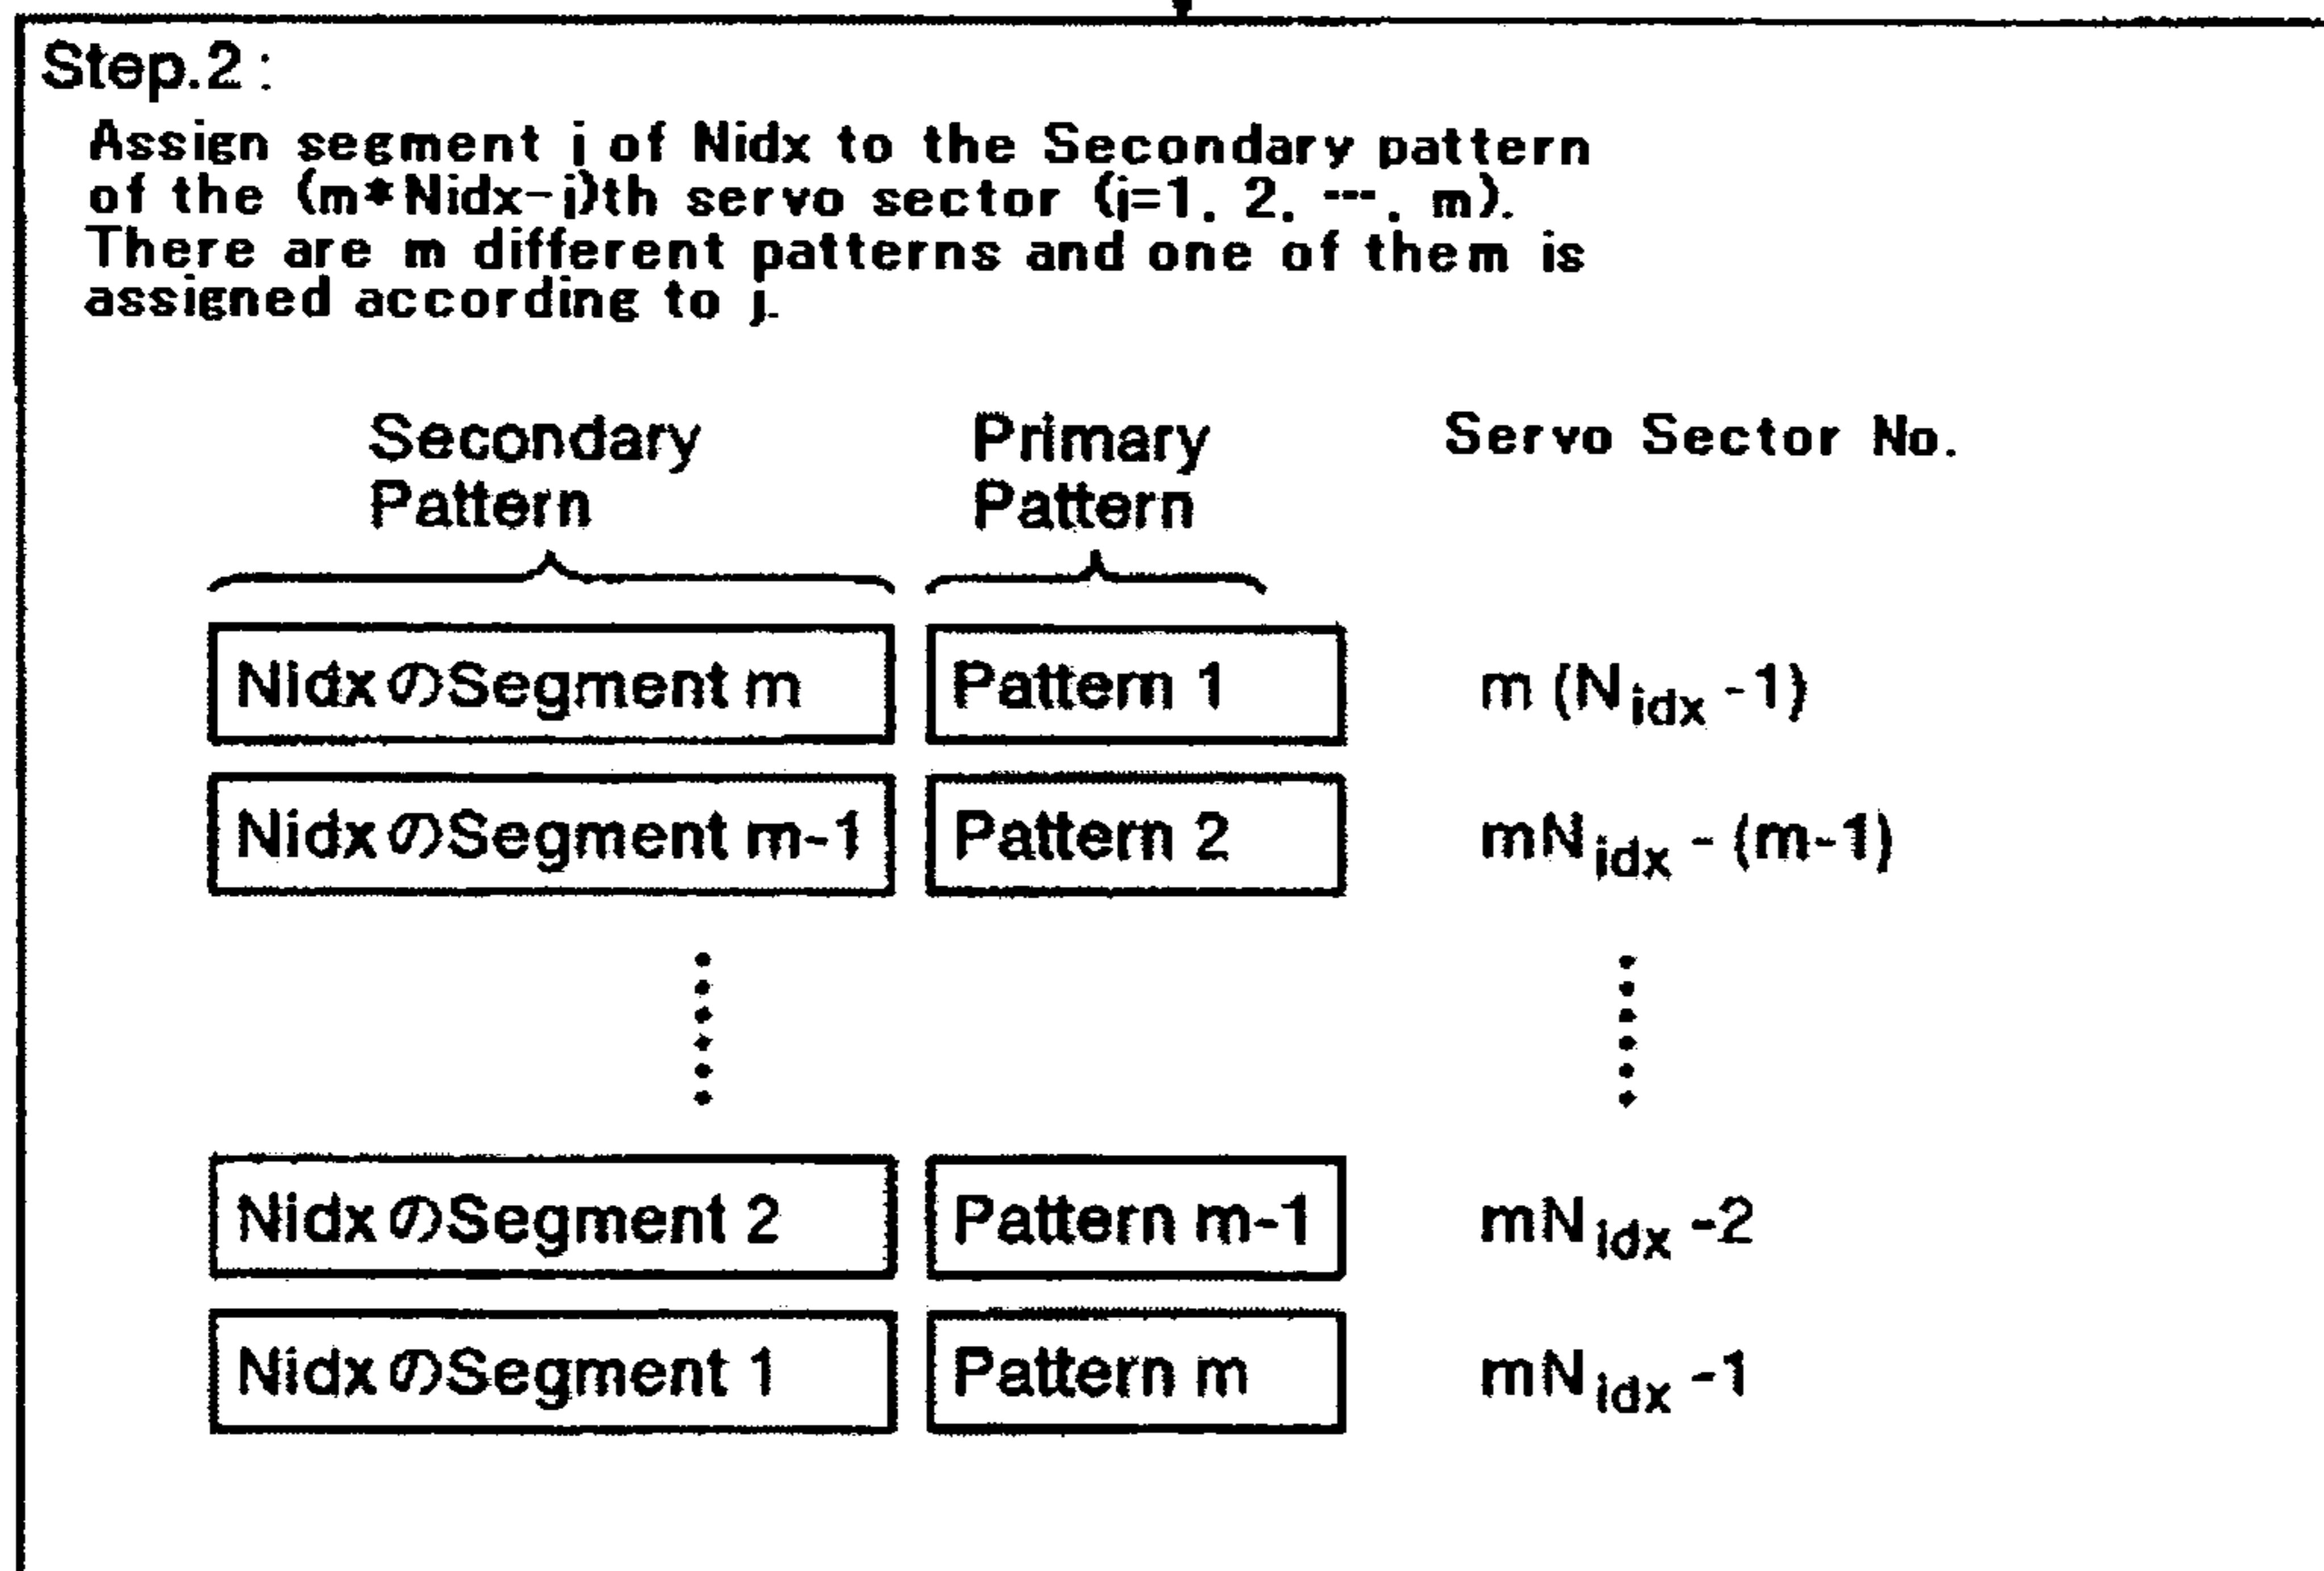 Step.2 :
Assign segment j of Nidx to the Secondary pattern
of the (m*Nidx-j)th servo sector (j=1, 2, ---, m).
There are m different patterns and one of them is
assigned according to j.
Secondary Pattern
Primary Pattern
Servo Sector No.
NidxのSegment m Pattern 1 m (Nidx -1)
NidxのSegment m-1 Pattern 2 mNidx - (m-1)
NidxのSegment 2 Pattern m-1 mNidx -2
NidxのSegment 1 Pattern m mNidx -1